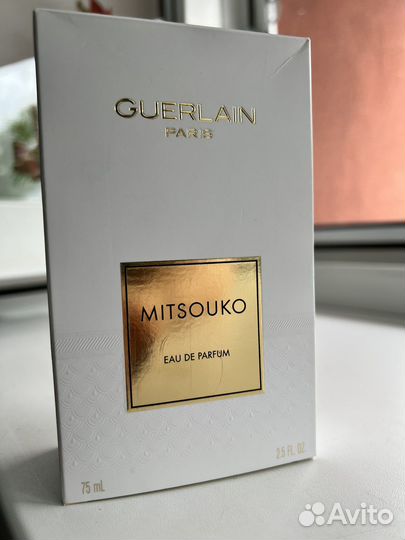 GUERLAIN
PARIS
MITSOUKO
EAU DE PARFUM
75 mL 2.5 FL. OZ.
Avito